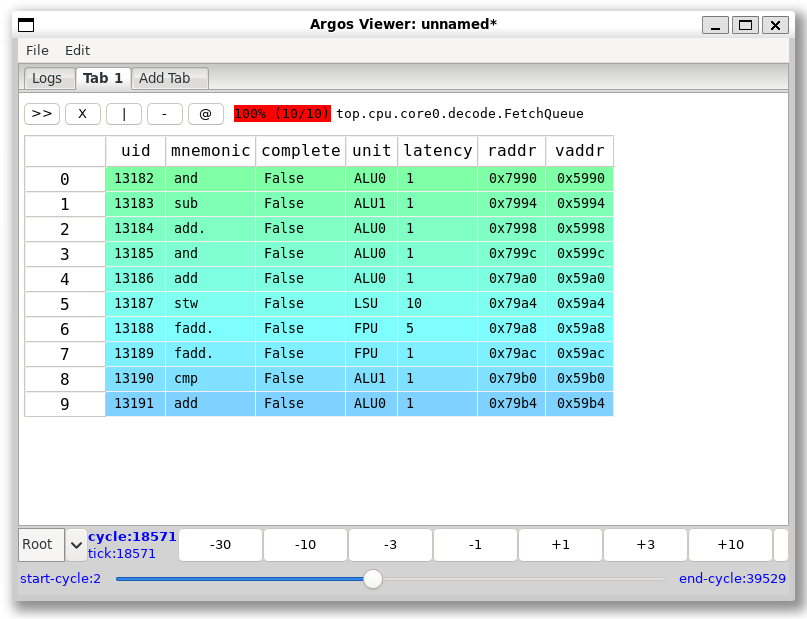 Argos Viewer: unnamed*
File Edit
Logs Tab 1 Add Tab
>> X | - @ 100% (10/10) top.cpu.core0.decode.FetchQueue
uid mnemonic complete unit latency raddr vaddr
0 13182 and False ALU0 1 0x7990 0x5990
1 13183 sub False ALU1 1 0x7994 0x5994
2 13184 add. False ALU0 1 0x7998 0x5998
3 13185 and False ALU0 1 0x799c 0x599c
4 13186 add False ALU0 1 0x79a0 0x59a0
5 13187 stw False LSU 10 0x79a4 0x59a4
6 13188 fadd. False FPU 5 0x79a8 0x59a8
7 13189 fadd. False FPU 1 0x79ac 0x59ac
8 13190 cmp False ALU1 1 0x79b0 0x59b0
9 13191 add False ALU0 1 0x79b4 0x59b4
Root cycle:18571 -30 -10 -3 -1 +1 +3 +10
tick:18571
start-cycle:2 end-cycle:39529